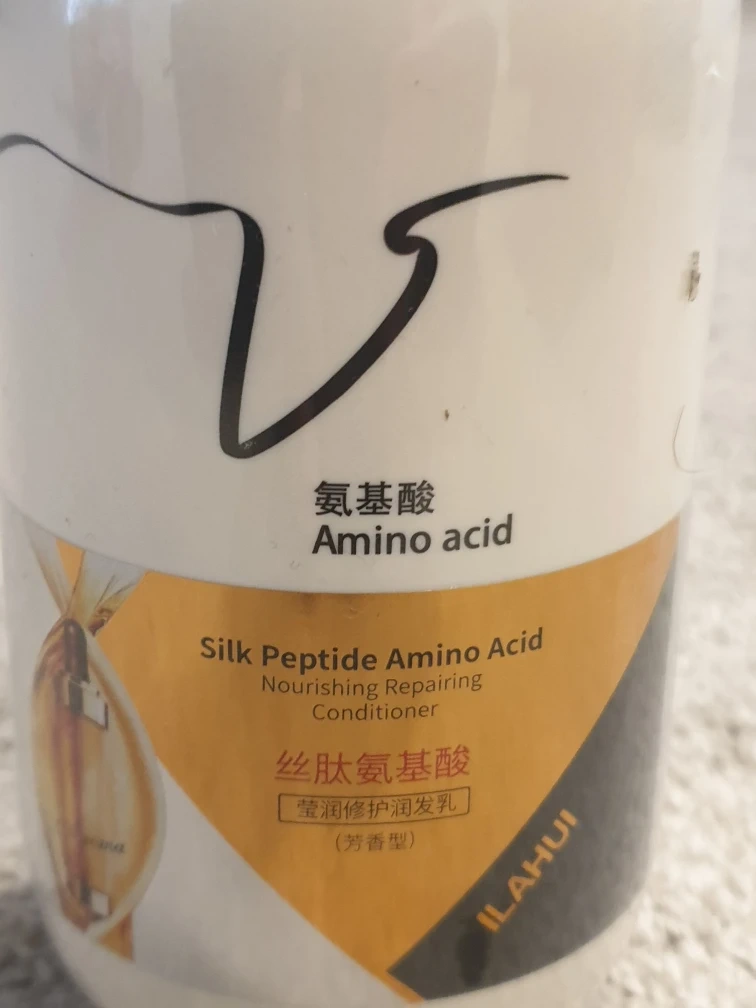 氨基酸
Amino acid
Silk Peptide Amino Acid
Nourishing Repairing
Conditioner
丝肽氨基酸
莹润修护润发乳
(芳香型)
ILAHUI